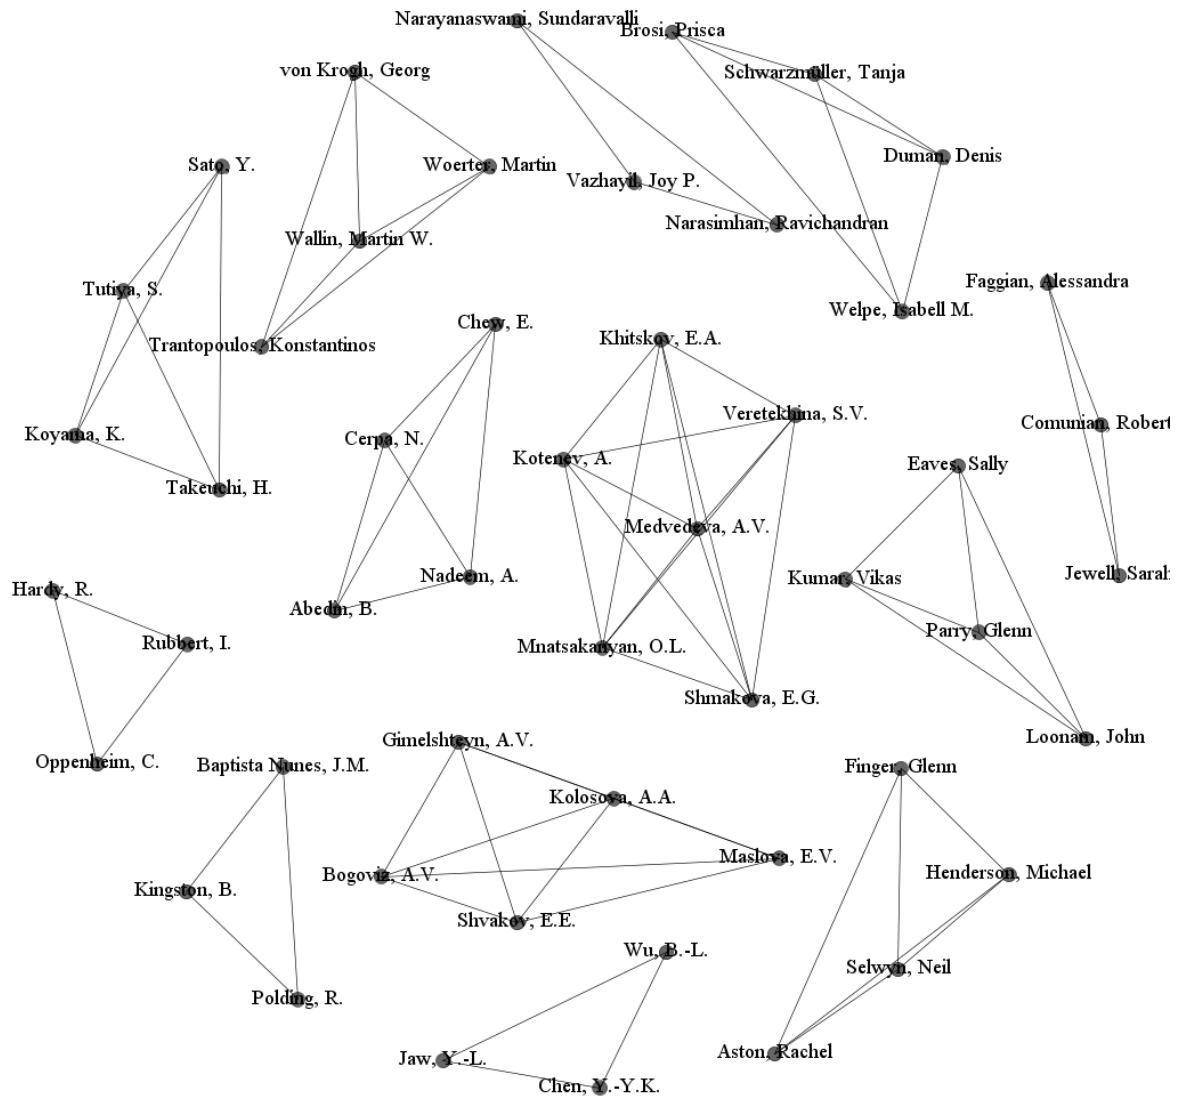 Narayanaswami, Sundaravalli
Brosi, Prisca
von Krogh, Georg
Schwarzmüller, Tanja
Sato, Y.
Woerter, Martin
Duman, Denis
Vazhayil, Joy P.
Narasimhan, Ravichandran
Wallin, Martin W.
Tutiya, S.
Faggian, Alessandra
Welpe, Isabell M.
Chew, E.
Khitskov, E.A.
Trantopoulos, Konstantinos
Veretekhina, S.V.
Comunian, Robert
Koyama, K.
Cerpa, N.
Kotenev, A.
Eaves, Sally
Takeuchi, H.
Medvedeva, A.V.
Nadeem, A.
Kumar, Vikas
Jewell, Sarah
Hardy, R.
Abedin, B.
Parry, Glenn
Rubbert, I.
Mnatsakanyan, O.L.
Shmakova, E.G.
Loonam, John
Gimelshteyn, A.V.
Oppenheim, C.
Baptista Nunes, J.M.
Finger, Glenn
Kolosova, A.A.
Maslova, E.V.
Bogoviz, A.V.
Henderson, Michael
Kingston, B.
Shvakov, E.E.
Wu, B.-L.
Selwyn, Neil
Polding, R.
Aston, Rachel
Jaw, Y.-L.
Chen, Y.-Y.K.